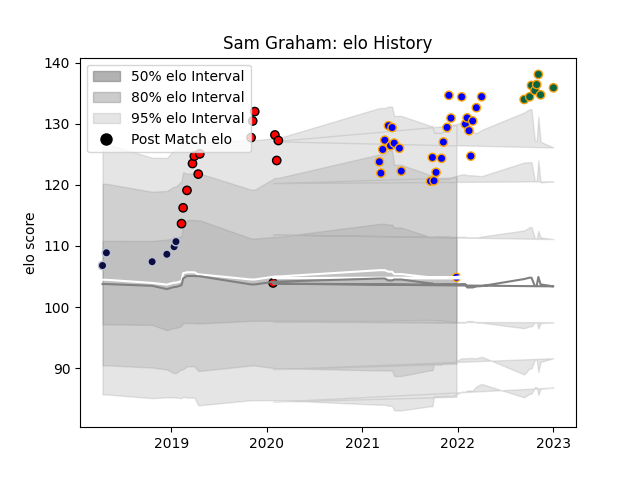 Sam Graham: elo History
50% elo Interval
80% elo Interval
95% elo Interval
Post Match elo
elo score
140
130
120
110
100
90
2019
2020
2021
2022
2023